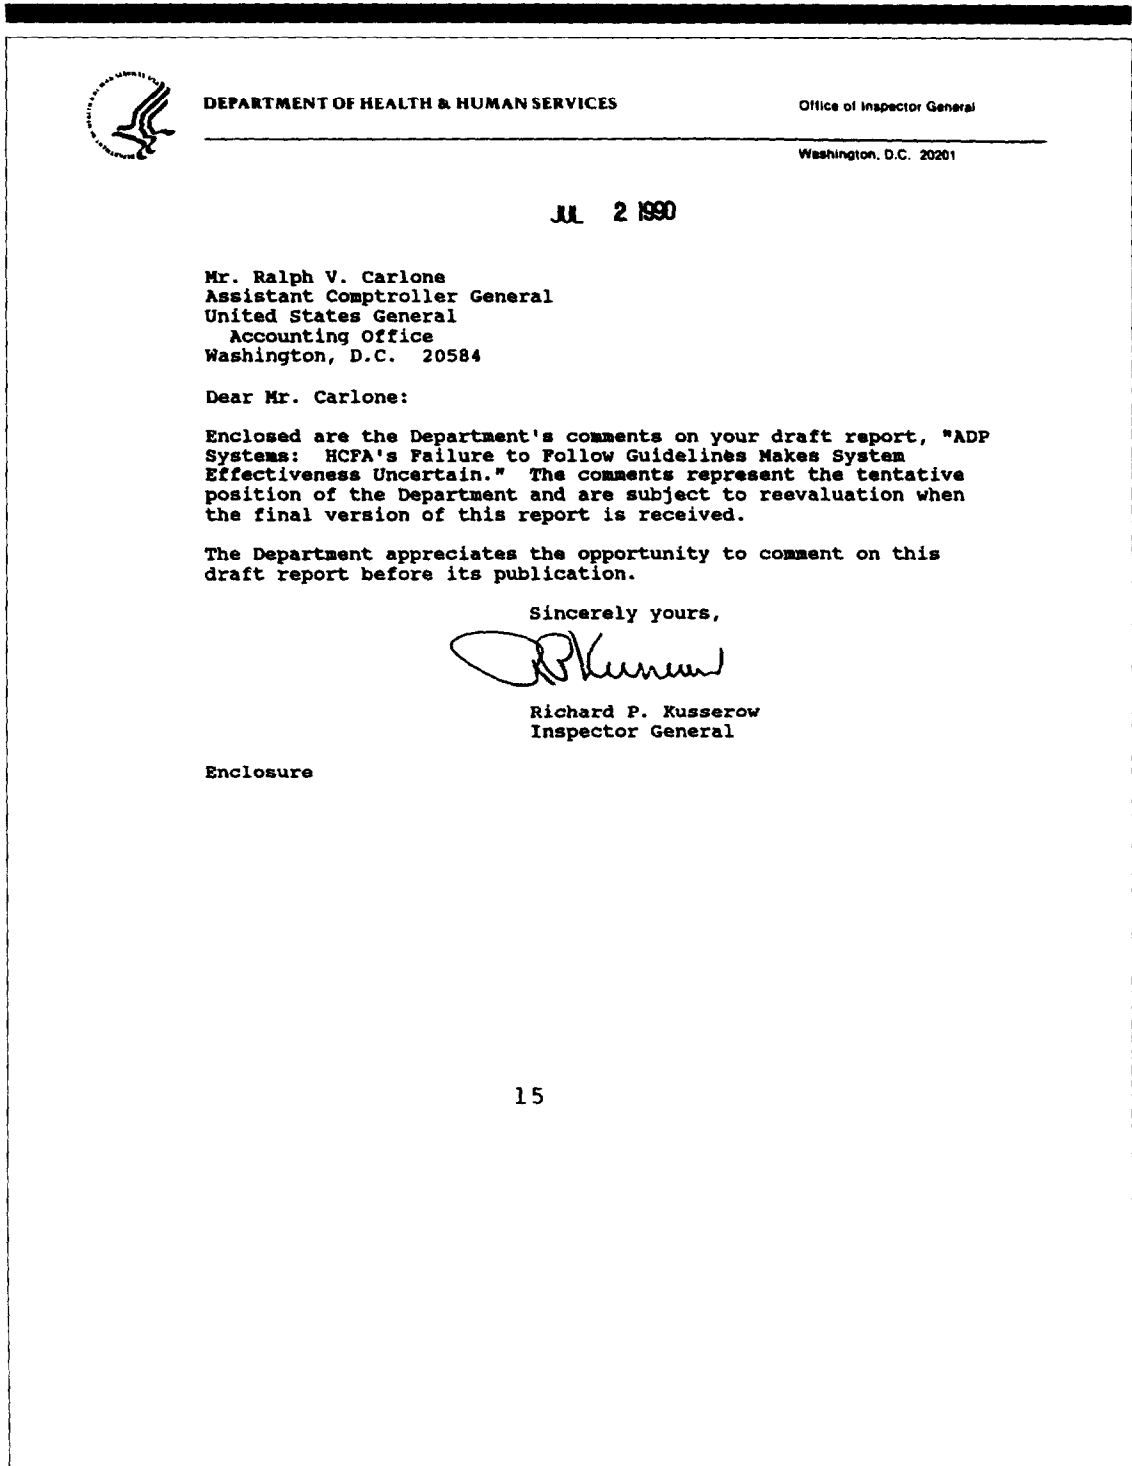 DEPARTMENT OF HEALTH & HUMAN SERVICES
Office of Inspector General
Washington, D.C. 20201
JUL 2 1990
Mr. Ralph V. Carlone
Assistant Comptroller General
United States General
Accounting Office
Washington, D.C. 20584
Dear Mr. Carlone:
Enclosed are the Department's comments on your draft report, "ADP
Systems: HCFA's Failure to Follow Guidelines Makes System
Effectiveness Uncertain." The comments represent the tentative
position of the Department and are subject to reevaluation when
the final version of this report is received.
The Department appreciates the opportunity to comment on this
draft report before its publication.
Sincerely yours,
Richard P. Kusserow
Inspector General
Enclosure
15